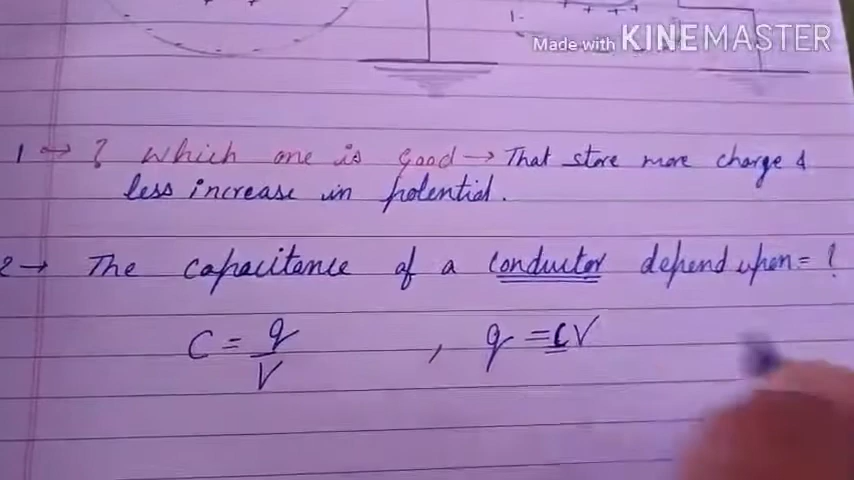 Made with KINEMASTER
1 → ? which one is good → That store more charge &
less increase in potential.
2 → The capacitance of a conductor depend upon = ?
C = q/V , q = CV